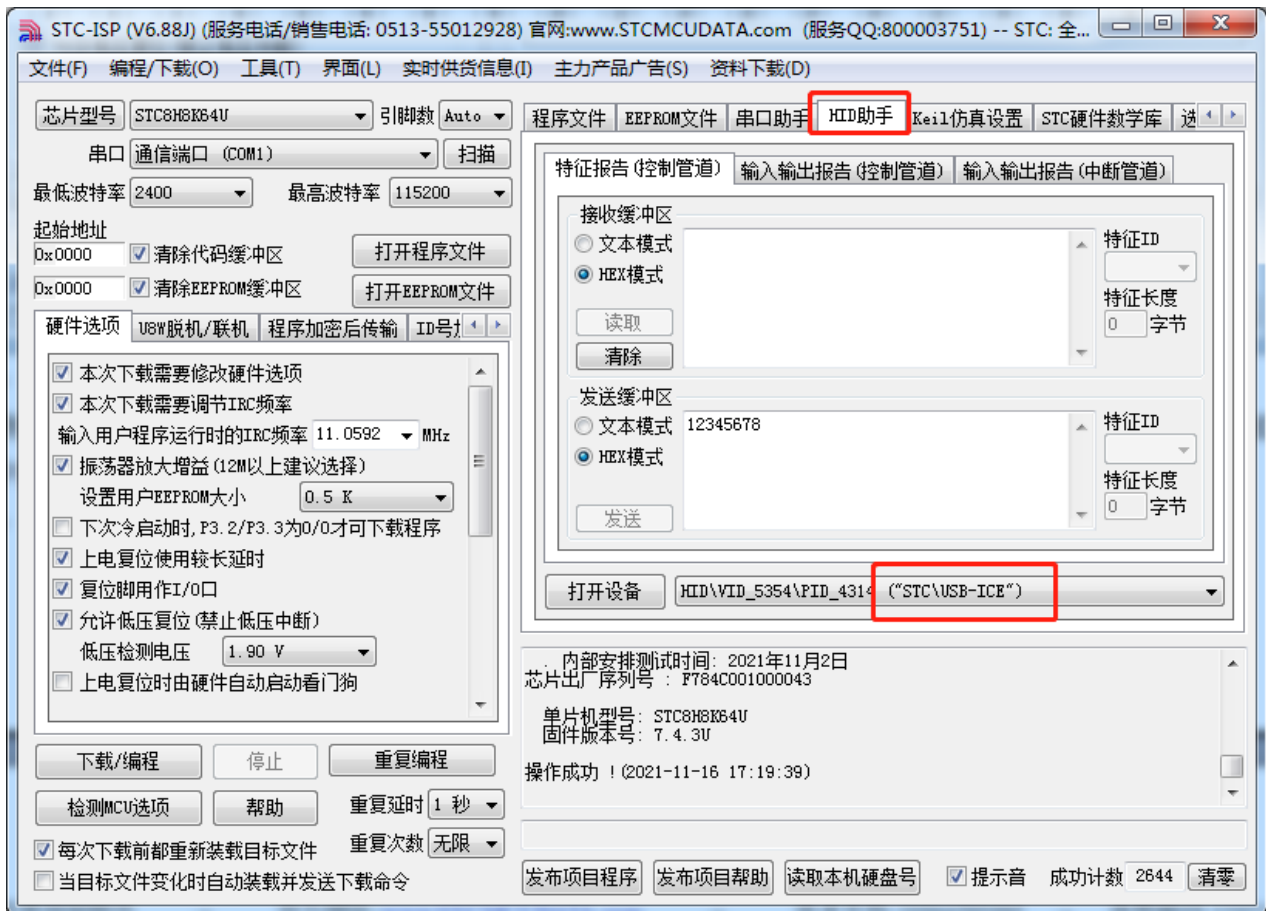 STC-ISP (V6.88J) (服务电话/销售电话: 0513-55012928) 官网:www.STCMCUDATA.com (服务QQ:800003751) -- STC: 全...
文件(F) 编程/下载(O) 工具(T) 界面(L) 实时供货信息(I) 主力产品广告(S) 资料下载(D)
芯片型号 STC8H8K64U 引脚数 Auto
串口 通信端口 (COM1) 扫描
最低波特率 2400 最高波特率 115200
起始地址
0x0000 清除代码缓冲区 打开程序文件
0x0000 清除EEPROM缓冲区 打开EEPROM文件
硬件选项 U8W脱机/联机 程序加密后传输 ID号
本次下载需要修改硬件选项
本次下载需要调节IRC频率
输入用户程序运行时的IRC频率 11.0592 MHz
振荡器放大增益(12M以上建议选择)
设置用户EEPROM大小 0.5 K
下次冷启动时,P3.2/P3.3为0/0才可下载程序
上电复位使用较长延时
复位脚用作I/O口
允许低压复位(禁止低压中断)
低压检测电压 1.90 V
上电复位时由硬件自动启动看门狗
下载/编程 停止 重复编程
检测MCU选项 帮助 重复延时 1 秒
每次下载前都重新装载目标文件 重复次数 无限
当目标文件变化时自动装载并发送下载命令
程序文件 EEPROM文件 串口助手 HID助手 Keil仿真设置 STC硬件数学库 选
特征报告(控制管道) 输入输出报告(控制管道) 输入输出报告(中断管道)
接收缓冲区
文本模式
HEX模式
读取
清除
特征ID
特征长度
0 字节
发送缓冲区
文本模式 12345678
HEX模式
发送
特征ID
特征长度
0 字节
打开设备 HID\VID_5354\PID_4314 ("STC\USB-ICE")
. 内部安排测试时间: 2021年11月2日
芯片出厂序列号 : F784C001000043
单片机型号: STC8H8K64U
固件版本号: 7.4.3U
操作成功 !(2021-11-16 17:19:39)
发布项目程序 发布项目帮助 读取本机硬盘号 提示音 成功计数 2644 清零